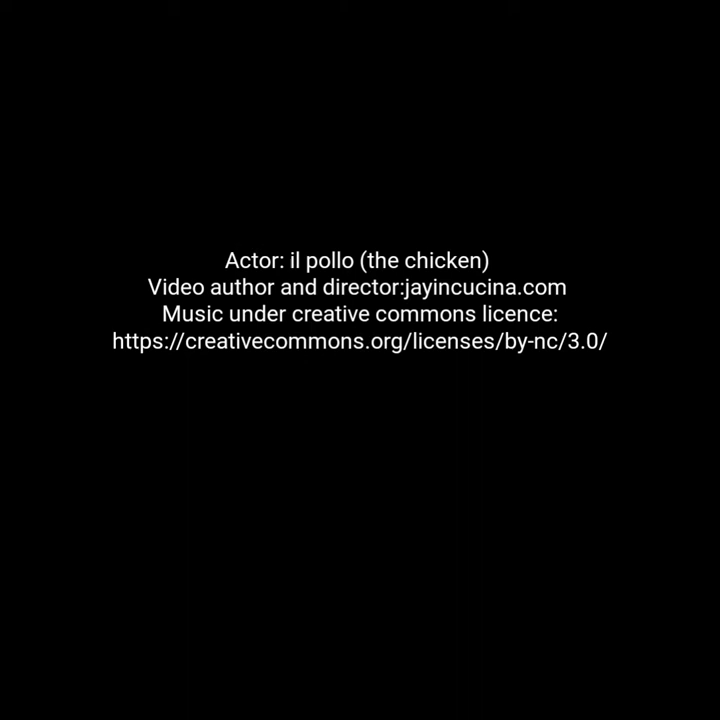 Actor: il pollo (the chicken)
Video author and director:jayincucina.com
Music under creative commons licence:
https://creativecommons.org/licenses/by-nc/3.0/